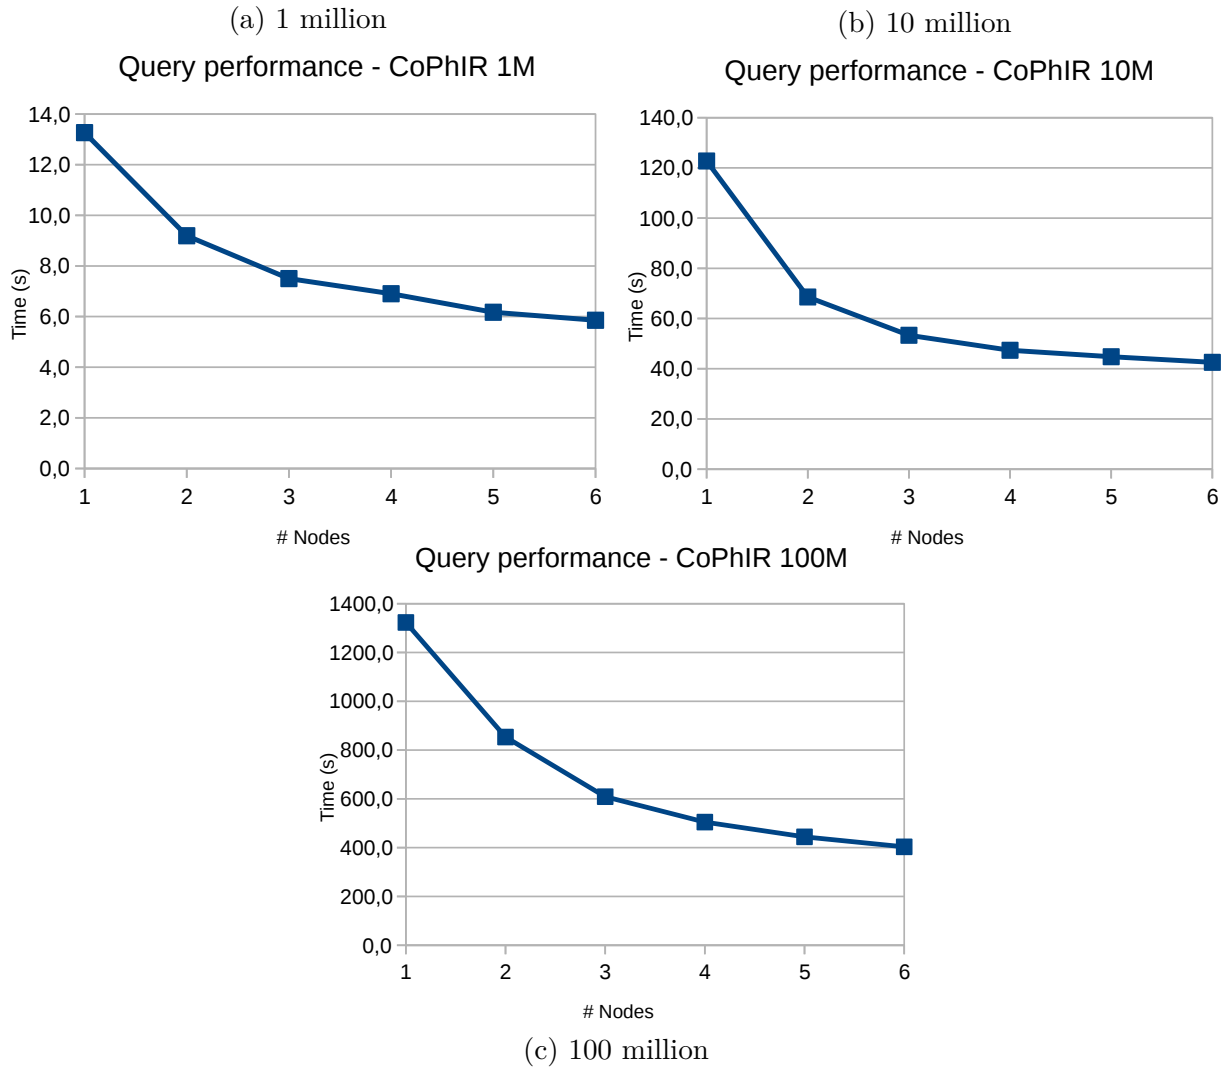 (a) 1 million
Query performance - CoPhIR 1M
14,0
12,0
10,0
8,0
6,0
4,0
2,0
0,0
Time (s)
1 2 3 4 5 6
# Nodes
(b) 10 million
Query performance - CoPhIR 10M
140,0
120,0
100,0
80,0
60,0
40,0
20,0
0,0
Time (s)
1 2 3 4 5 6
# Nodes
Query performance - CoPhIR 100M
1400,0
1200,0
1000,0
800,0
600,0
400,0
200,0
0,0
Time (s)
1 2 3 4 5 6
# Nodes
(c) 100 million